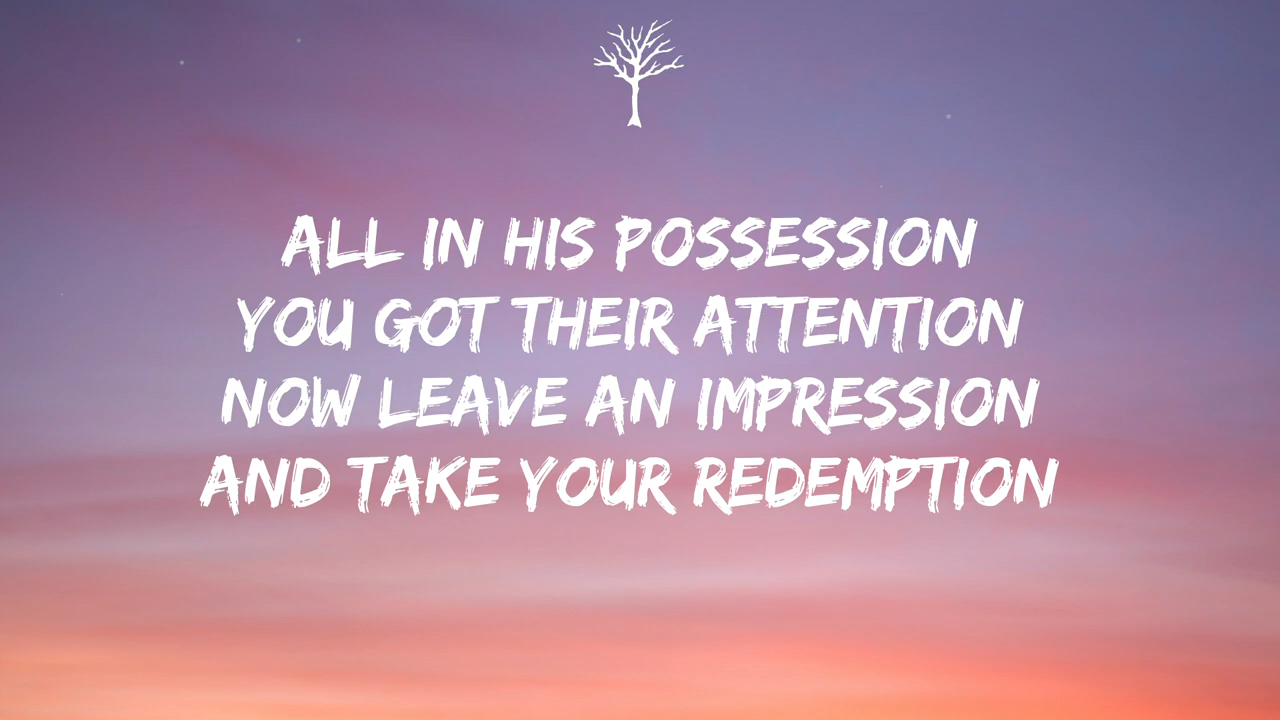 ALL IN HIS POSSESSION
YOU GOT THEIR ATTENTION
NOW LEAVE AN IMPRESSION
AND TAKE YOUR REDEMPTION